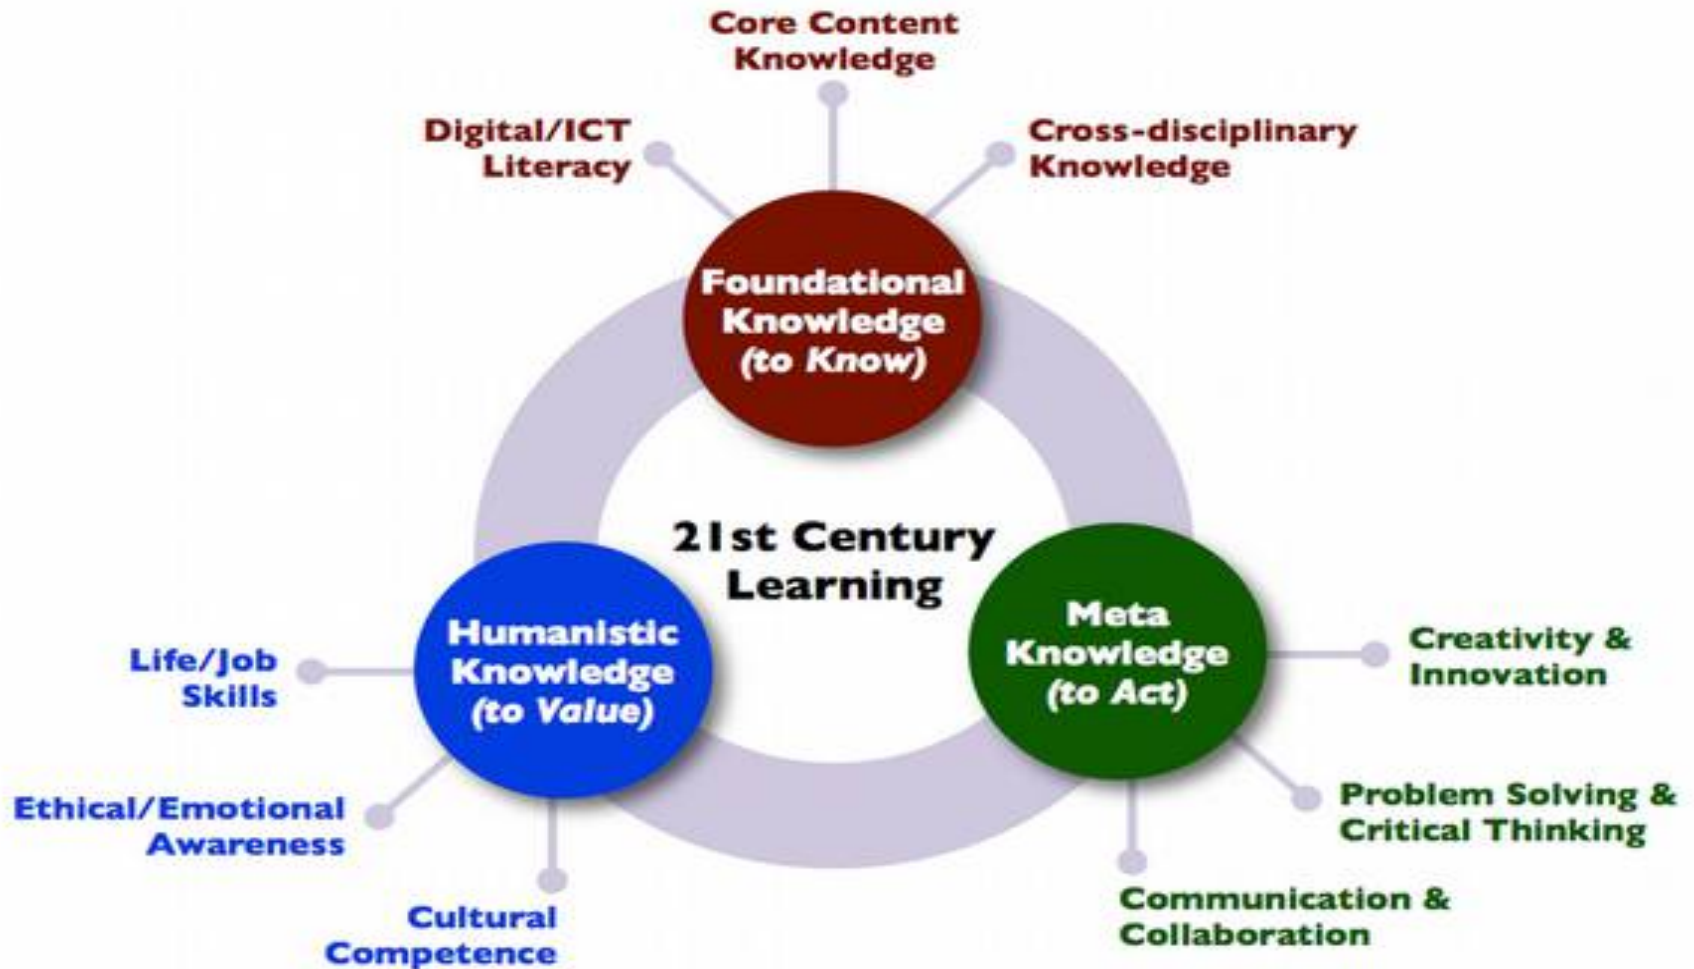 Core Content
Knowledge
Digital/ICT
Literacy
Cross-disciplinary
Knowledge
Foundational
Knowledge
(to Know)
21st Century
Learning
Humanistic
Knowledge
(to Value)
Meta
Knowledge
(to Act)
Life/Job
Skills
Ethical/Emotional
Awareness
Cultural
Competence
Creativity &
Innovation
Problem Solving &
Critical Thinking
Communication &
Collaboration